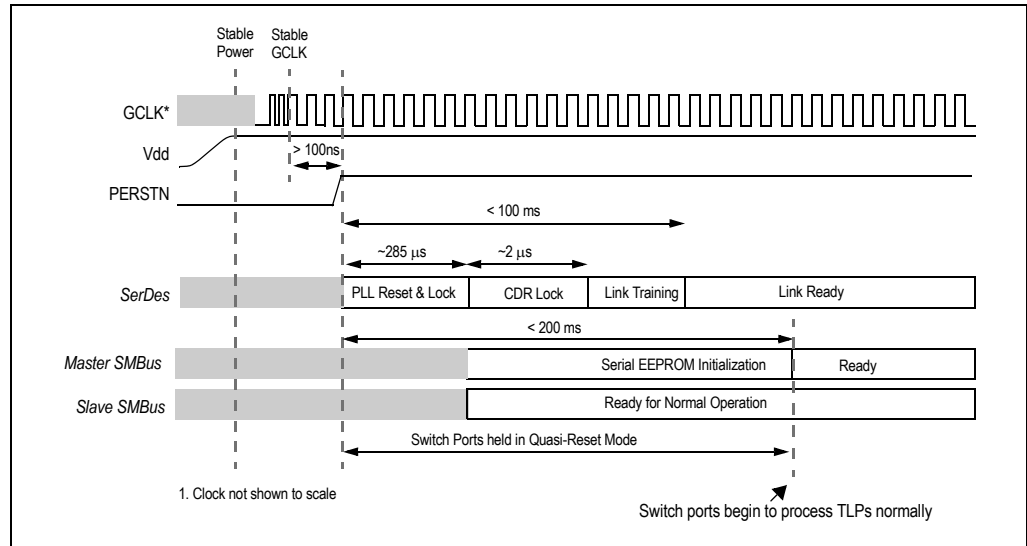 Stable Power
Stable GCLK
GCLK*
Vdd
> 100ns
PERSTN
< 100 ms
~285 μs
~2 μs
SerDes
PLL Reset & Lock
CDR Lock
Link Training
Link Ready
< 200 ms
Master SMBus
Serial EEPROM Initialization
Ready
Slave SMBus
Ready for Normal Operation
Switch Ports held in Quasi-Reset Mode
1. Clock not shown to scale
Switch ports begin to process TLPs normally